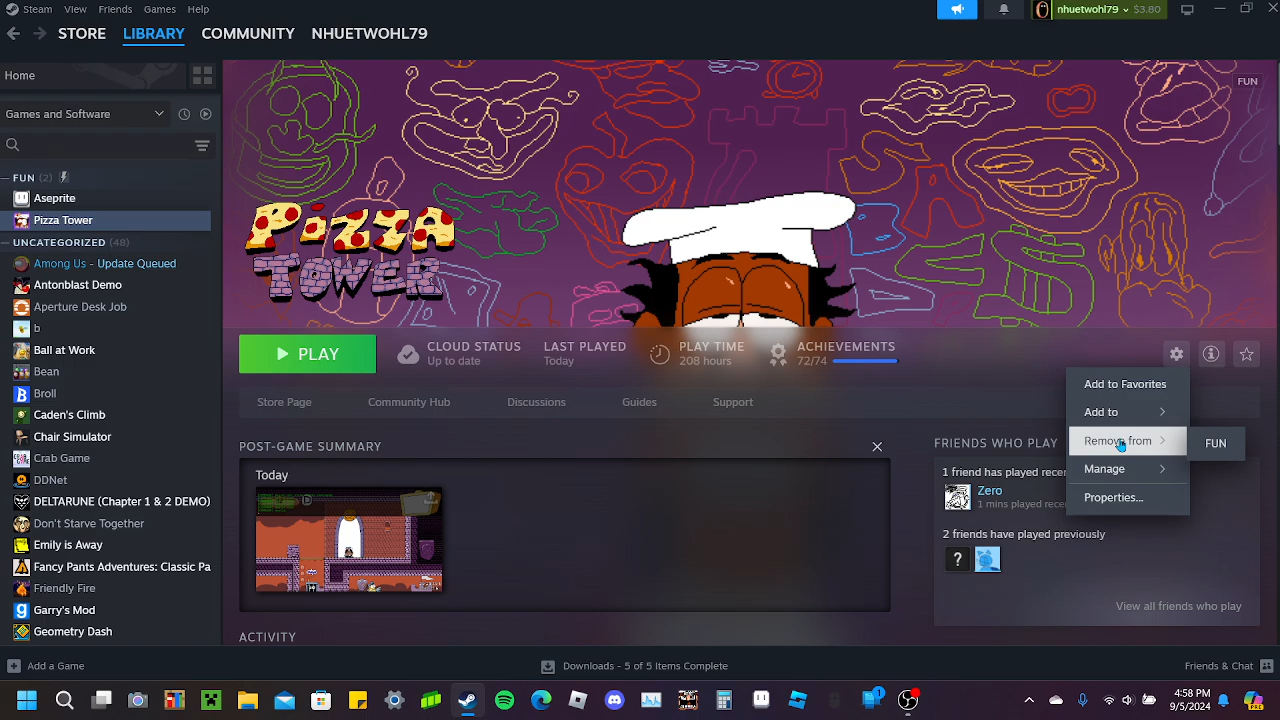 Steam View Friends Games Help
nhuetwohl79 $3.80
STORE LIBRARY COMMUNITY NHUETWOHL79
Home
Games and Software
FUN (2)
Aseprite
Pizza Tower
UNCATEGORIZED (48)
Among Us - Update Queued
Antonblast Demo
Aperture Desk Job
b
Ball at Work
Bean
Broll
Caden's Climb
Chair Simulator
Crab Game
DDNet
DELTARUNE (Chapter 1 & 2 DEMO)
Don't Starve Together
Emily is Away
Fancy Pants Adventures: Classic Pa
Friendly Fire
Garry's Mod
Geometry Dash
FUN
PIZZA
TOWER
PLAY
CLOUD STATUS
Up to date
LAST PLAYED
Today
PLAY TIME
208 hours
ACHIEVEMENTS
72/74
Store Page Community Hub Discussions Guides Support
Add to Favorites
Add to
Remove from
FUN
Manage
Properties...
POST-GAME SUMMARY
Today
FRIENDS WHO PLAY
1 friend has played recen
Zero
1 mins played rece
2 friends have played previously
?
View all friends who play
ACTIVITY
Add a Game
Downloads - 5 of 5 Items Complete
Friends & Chat
1
4:58 PM
9/5/2024
PRE